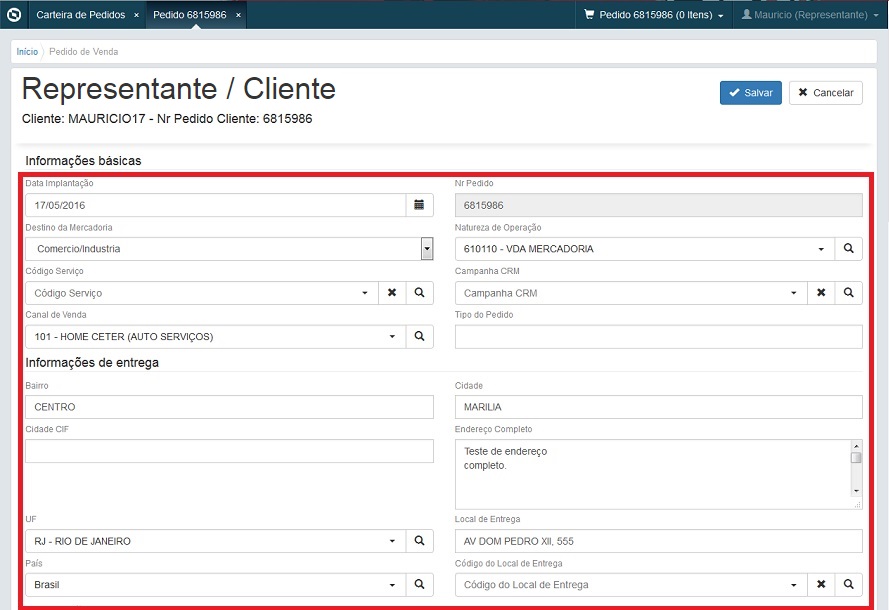 Carteira de Pedidos × Pedido 6815986 × Pedido 6815986 (0 Itens) Mauricio (Representante)
Início Pedido de Venda
Representante / Cliente
Salvar Cancelar
Cliente: MAURICIO17 - Nr Pedido Cliente: 6815986
Informações básicas
Data Implantação Nr Pedido
17/05/2016 6815986
Destino da Mercadoria Natureza de Operação
Comercio/Industria 610110 - VDA MERCADORIA
Código Serviço Campanha CRM
Código Serviço Campanha CRM
Canal de Venda Tipo do Pedido
101 - HOME CETER (AUTO SERVIÇOS)
Informações de entrega
Bairro Cidade
CENTRO MARILIA
Cidade CIF Endereço Completo
Teste de endereço
completo.
UF Local de Entrega
RJ - RIO DE JANEIRO AV DOM PEDRO XII, 555
País Código do Local de Entrega
Brasil Código do Local de Entrega